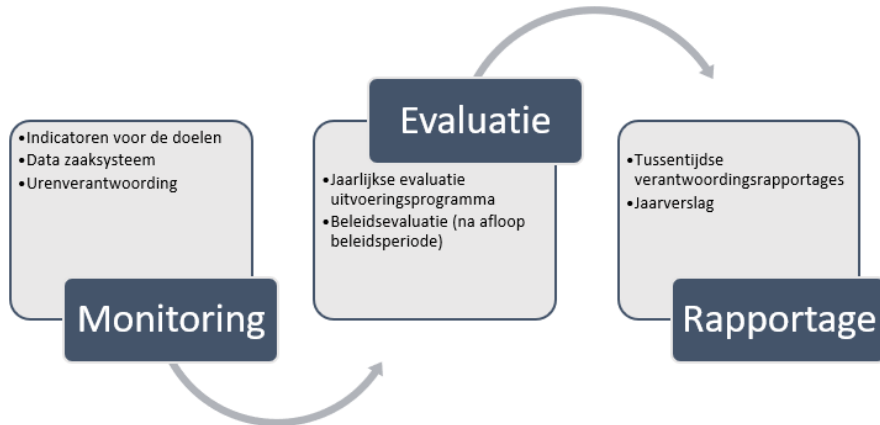 •Indicatoren voor de doelen
•Data zaaksysteem
•Urenverantwoording
Monitoring
Evaluatie
•Jaarlijkse evaluatie
uitvoeringsprogramma
•Beleidsevaluatie (na afloop
beleidsperiode)
•Tussentijdse
verantwoordingsrapportages
•Jaarverslag
Rapportage